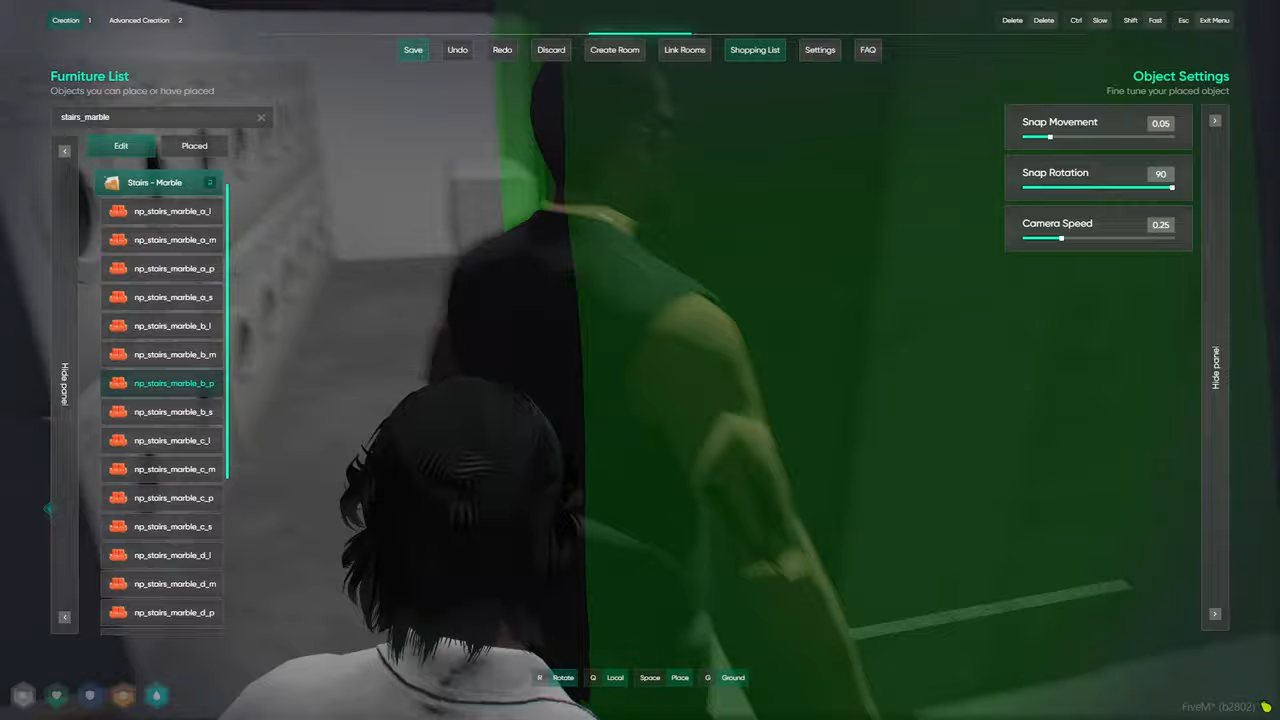 Creation 1 Advanced Creation 2
Delete Delete Ctrl Slow Shift Fast Esc Exit Menu
Save Undo Redo Discard Create Room Link Rooms Shopping List Settings FAQ
Furniture List
Objects you can place or have placed
stairs_marble
Edit Placed
Stairs - Marble
np_stairs_marble_a_l
np_stairs_marble_a_m
np_stairs_marble_a_p
np_stairs_marble_a_s
np_stairs_marble_b_l
np_stairs_marble_b_m
np_stairs_marble_b_p
np_stairs_marble_b_s
np_stairs_marble_c_l
np_stairs_marble_c_m
np_stairs_marble_c_p
np_stairs_marble_c_s
np_stairs_marble_d_l
np_stairs_marble_d_m
np_stairs_marble_d_p
Hide panel
Object Settings
Fine tune your placed object
Snap Movement 0.05
Snap Rotation 90
Camera Speed 0.25
Hide panel
R Rotate Q Local Space Place G Ground
FiveM* (b2802)